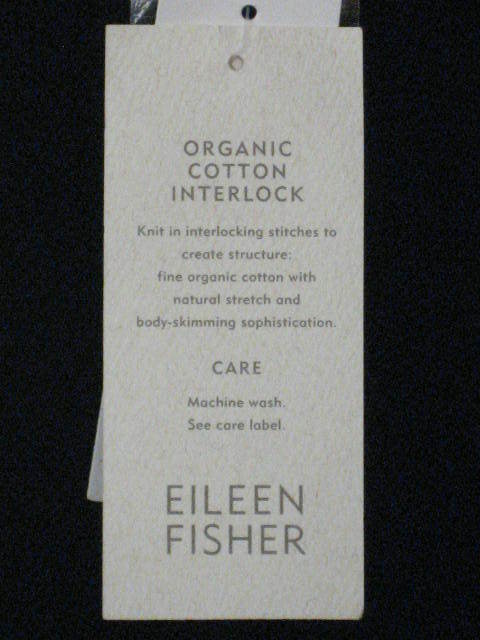 ORGANIC
COTTON
INTERLOCK
Knit in interlocking stitches to
create structure:
fine organic cotton with
natural stretch and
body-skimming sophistication.
CARE
Machine wash.
See care label.
EILEEN
FISHER